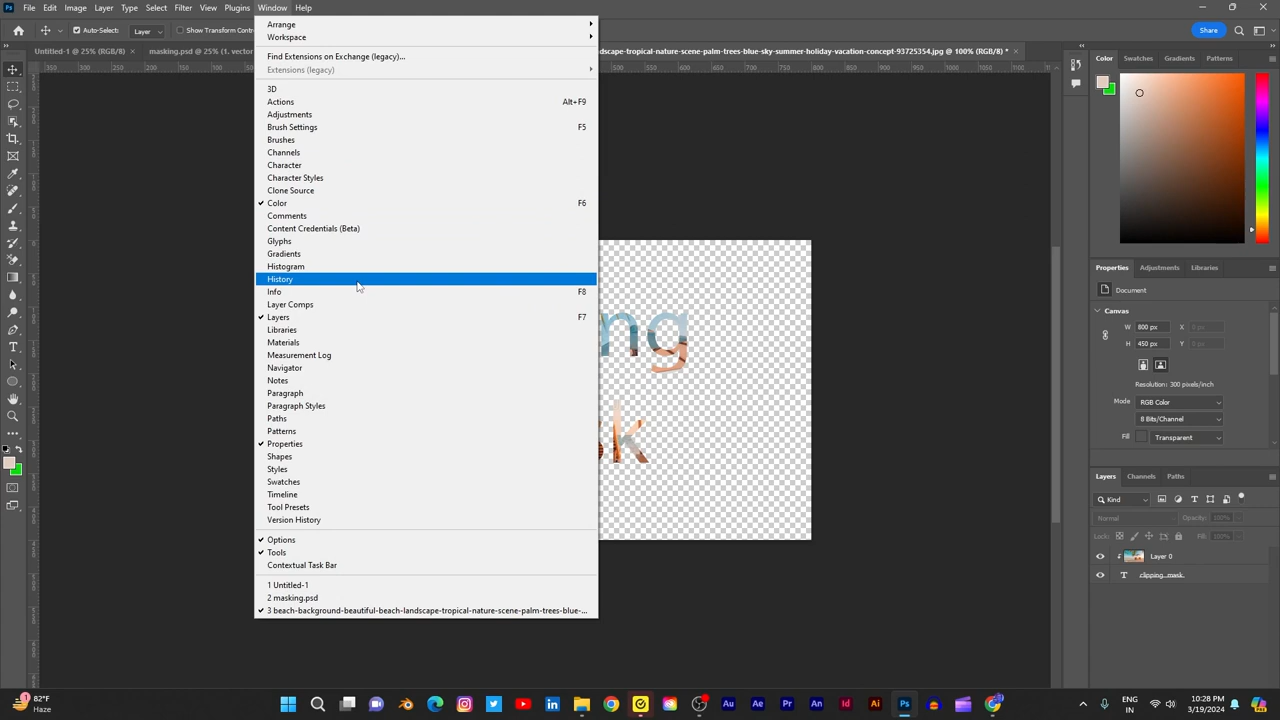 File Edit Image Layer Type Select Filter View Plugins Window Help
Auto-Select: Layer Show Transform Contr
Share
Untitled-1 @ 25% (RGB/8) masking.psd @ 25% (1, vector
ndscape-tropical-nature-scene-palm-trees-blue-sky-summer-holiday-vacation-concept-93725354.jpg @ 100% (RGB/8) *
Arrange
Workspace
Find Extensions on Exchange (legacy)...
Extensions (legacy)
3D
Actions Alt+F9
Adjustments
Brush Settings F5
Brushes
Channels
Character
Character Styles
Clone Source
Color F6
Comments
Content Credentials (Beta)
Glyphs
Gradients
Histogram
History
Info F8
Layer Comps
Layers F7
Libraries
Materials
Measurement Log
Navigator
Notes
Paragraph
Paragraph Styles
Paths
Patterns
Properties
Shapes
Styles
Swatches
Timeline
Tool Presets
Version History
Options
Tools
Contextual Task Bar
1 Untitled-1
2 masking.psd
3 beach-background-beautiful-beach-landscape-tropical-nature-scene-palm-trees-blue-...
ng
k
Color Swatches Gradients Patterns
Properties Adjustments Libraries
Document
Canvas
W 800 px X 0 px
H 450 px Y 0 px
Resolution: 300 pixels/inch
Mode RGB Color
8 Bits/Channel
Fill Transparent
Layers Channels Paths
Kind
Normal Opacity: 100%
Lock: Fill: 100%
Layer 0
clipping mask
82°F
Haze
ENG
IN
10:28 PM
3/19/2024